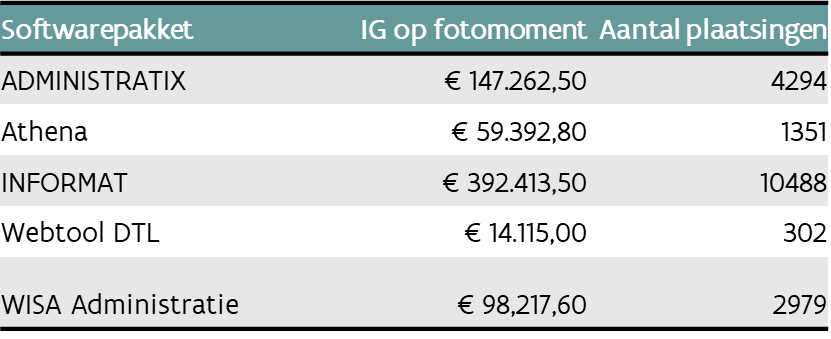 Softwarepakket IG op fotomoment Aantal plaatsingen
ADMINISTRATIX € 147.262,50 4294
Athena € 59.392,80 1351
INFORMAT € 392.413,50 10488
Webtool DTL € 14.115,00 302
WISA Administratie € 98,217,60 2979